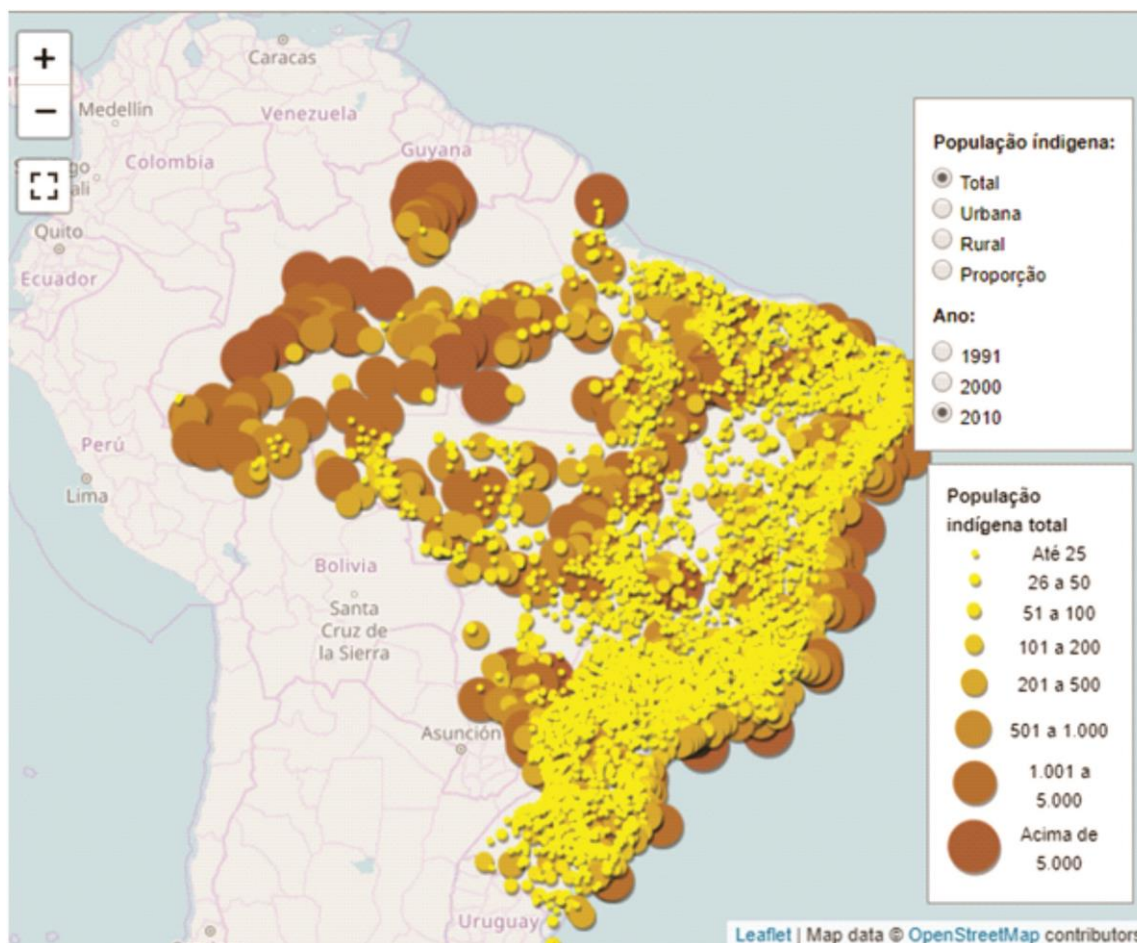 +
−
Caracas
Medellín
Venezuela
Guyana
Colombia
Quito
Ecuador
Perú
Lima
Bolivia
Santa
Cruz de
la Sierra
Asunción
Uruguay
População índigena:
Total
Urbana
Rural
Proporção
Ano:
1991
2000
2010
População
indígena total
Até 25
26 a 50
51 a 100
101 a 200
201 a 500
501 a 1.000
1.001 a
5.000
Acima de
5.000
Leaflet | Map data © OpenStreetMap contributors